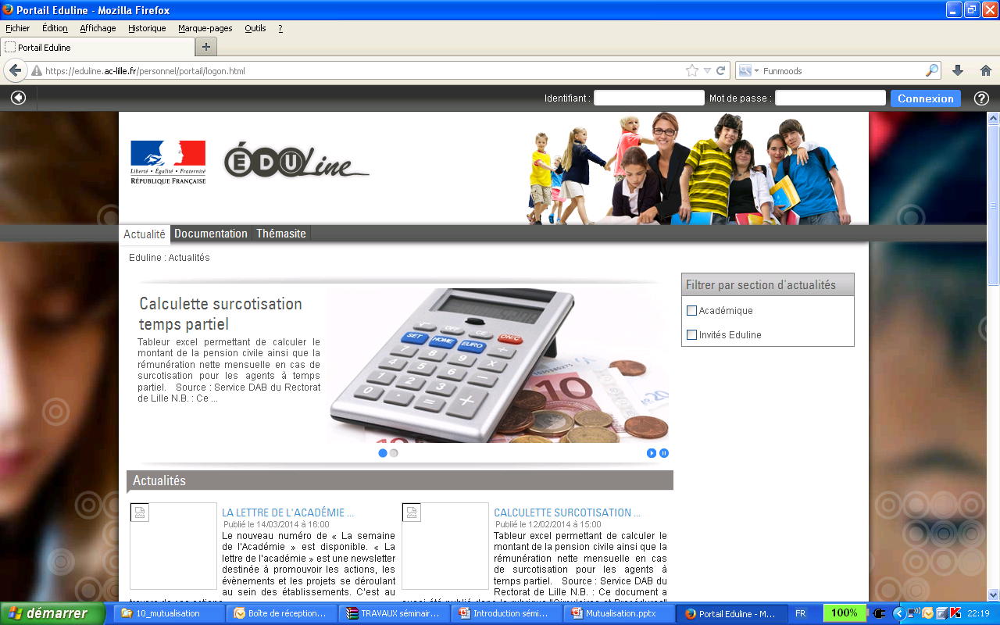 Portail Eduline - Mozilla Firefox
Fichier Édition Affichage Historique Marque-pages Outils ?
Portail Eduline
https://eduline.ac-lille.fr/personnel/portail/logon.html
Funmoods
Identifiant : Mot de passe : Connexion ?
Liberté • Égalité • Fraternité
RÉPUBLIQUE FRANÇAISE
ÉDULine
Actualité Documentation Thémasite
Eduline : Actualités
Calculette surcotisation
temps partiel
Tableur excel permettant de calculer le
montant de la pension civile ainsi que la
rémunération nette mensuelle en cas de
surcotisation pour les agents à temps
partiel. Source : Service DAB du Rectorat
de Lille N.B. : Ce ...
OFF CE ON/C
SET HOME EURO
7 8 9 ×
4 5 6 −
1 2 3
0 . = +
10
Filtrer par section d'actualités
Académique
Invités Eduline
Actualités
LA LETTRE DE L'ACADÉMIE ...
Publié le 14/03/2014 à 16:00
Le nouveau numéro de « La semaine
de l'Académie » est disponible. « La
lettre de l'académie » est une newsletter
destinée à promouvoir les actions, les
évènements et les projets se déroulant
au sein des établissements. C'est au
CALCULETTE SURCOTISATION ...
Publié le 12/02/2014 à 15:00
Tableur excel permettant de calculer le
montant de la pension civile ainsi que la
rémunération nette mensuelle en cas
de surcotisation pour les agents à
temps partiel. Source : Service DAB du
Rectorat de Lille N.B. : Ce document a
démarrer 10_mutualisation Boîte de réception... TRAVAUX séminair... Introduction sémi... Mutualisation.pptx Portail Eduline - M... FR 100% 22:19